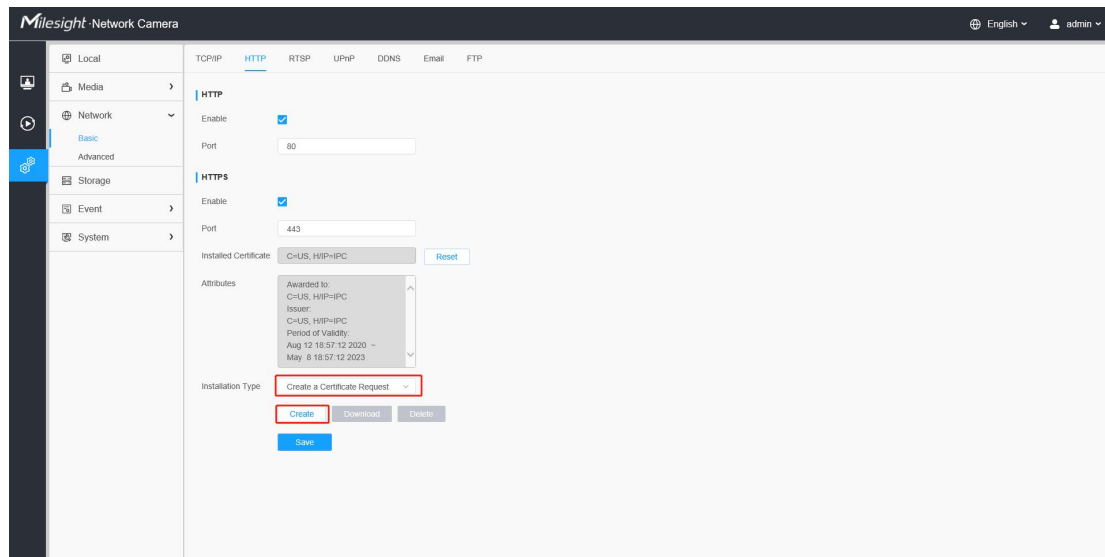 Milesight · Network Camera
English
admin
Local
Media
Network
Basic
Advanced
Storage
Event
System
TCP/IP HTTP RTSP UPnP DDNS Email FTP
HTTP
Enable
Port 80
HTTPS
Enable
Port 443
Installed Certificate C=US, H/IP=IPC Reset
Attributes Awarded to:
C=US, H/IP=IPC
Issuer:
C=US, H/IP=IPC
Period of Validity:
Aug 12 18:57:12 2020 ~
May 8 18:57:12 2023
Installation Type Create a Certificate Request
Create Download Delete
Save